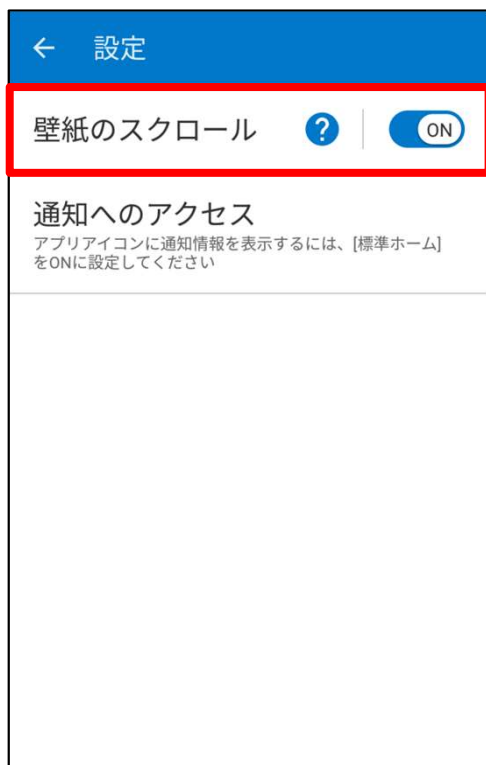 設定
壁紙のスクロール ? ON
通知へのアクセス
アプリアイコンに通知情報を表示するには、[標準ホーム]
をONに設定してください